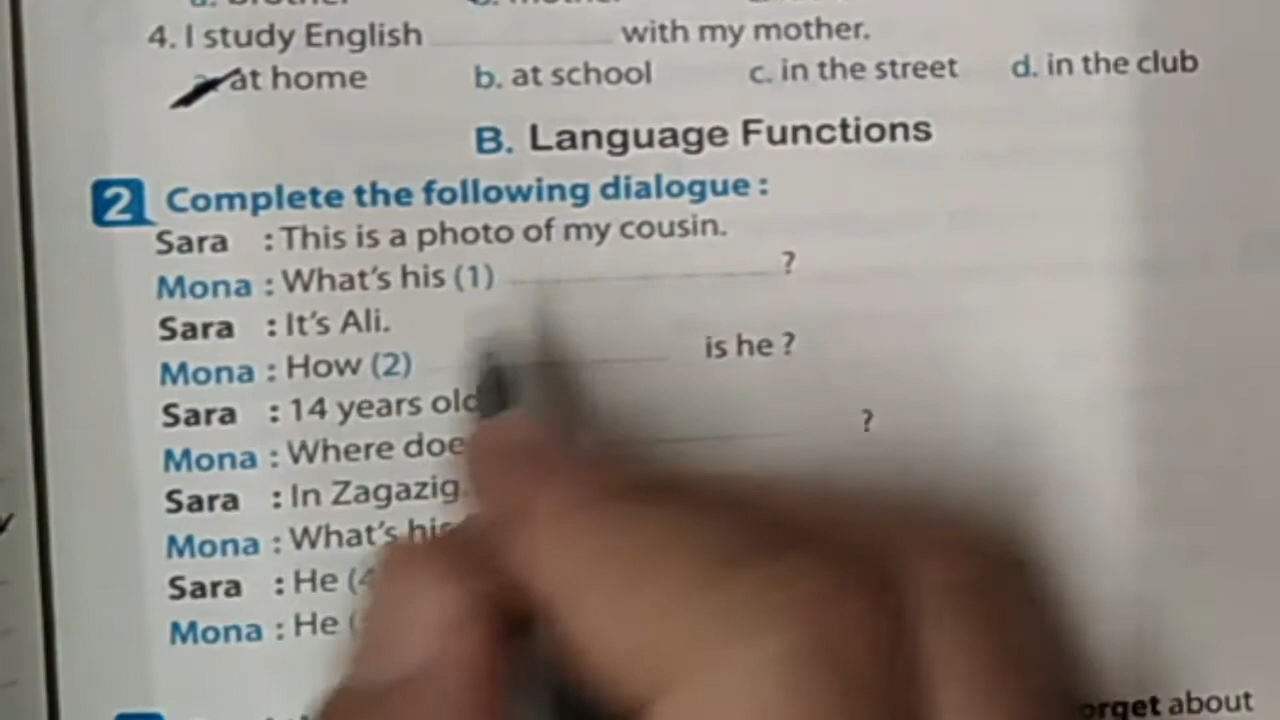 4. I study English ............ with my mother.
at home b. at school c. in the street d. in the club
B. Language Functions
2 Complete the following dialogue :
Sara : This is a photo of my cousin.
Mona : What's his (1) ............ ?
Sara : It's Ali.
Mona : How (2) ............ is he ?
Sara : 14 years old
Mona : Where ............ ?
Sara : In Zagazig.
Mona : What's his
Sara : He (4
Mona : He (
about